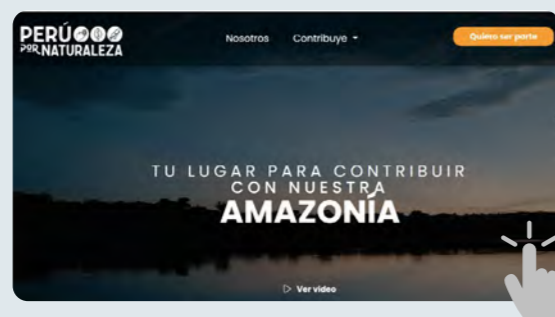 PERÚ
POR NATURALEZA
Nosotros
Contribuye
Quiero ser parte
TU LUGAR PARA CONTRIBUIR
CON NUESTRA
AMAZONÍA
Ver video